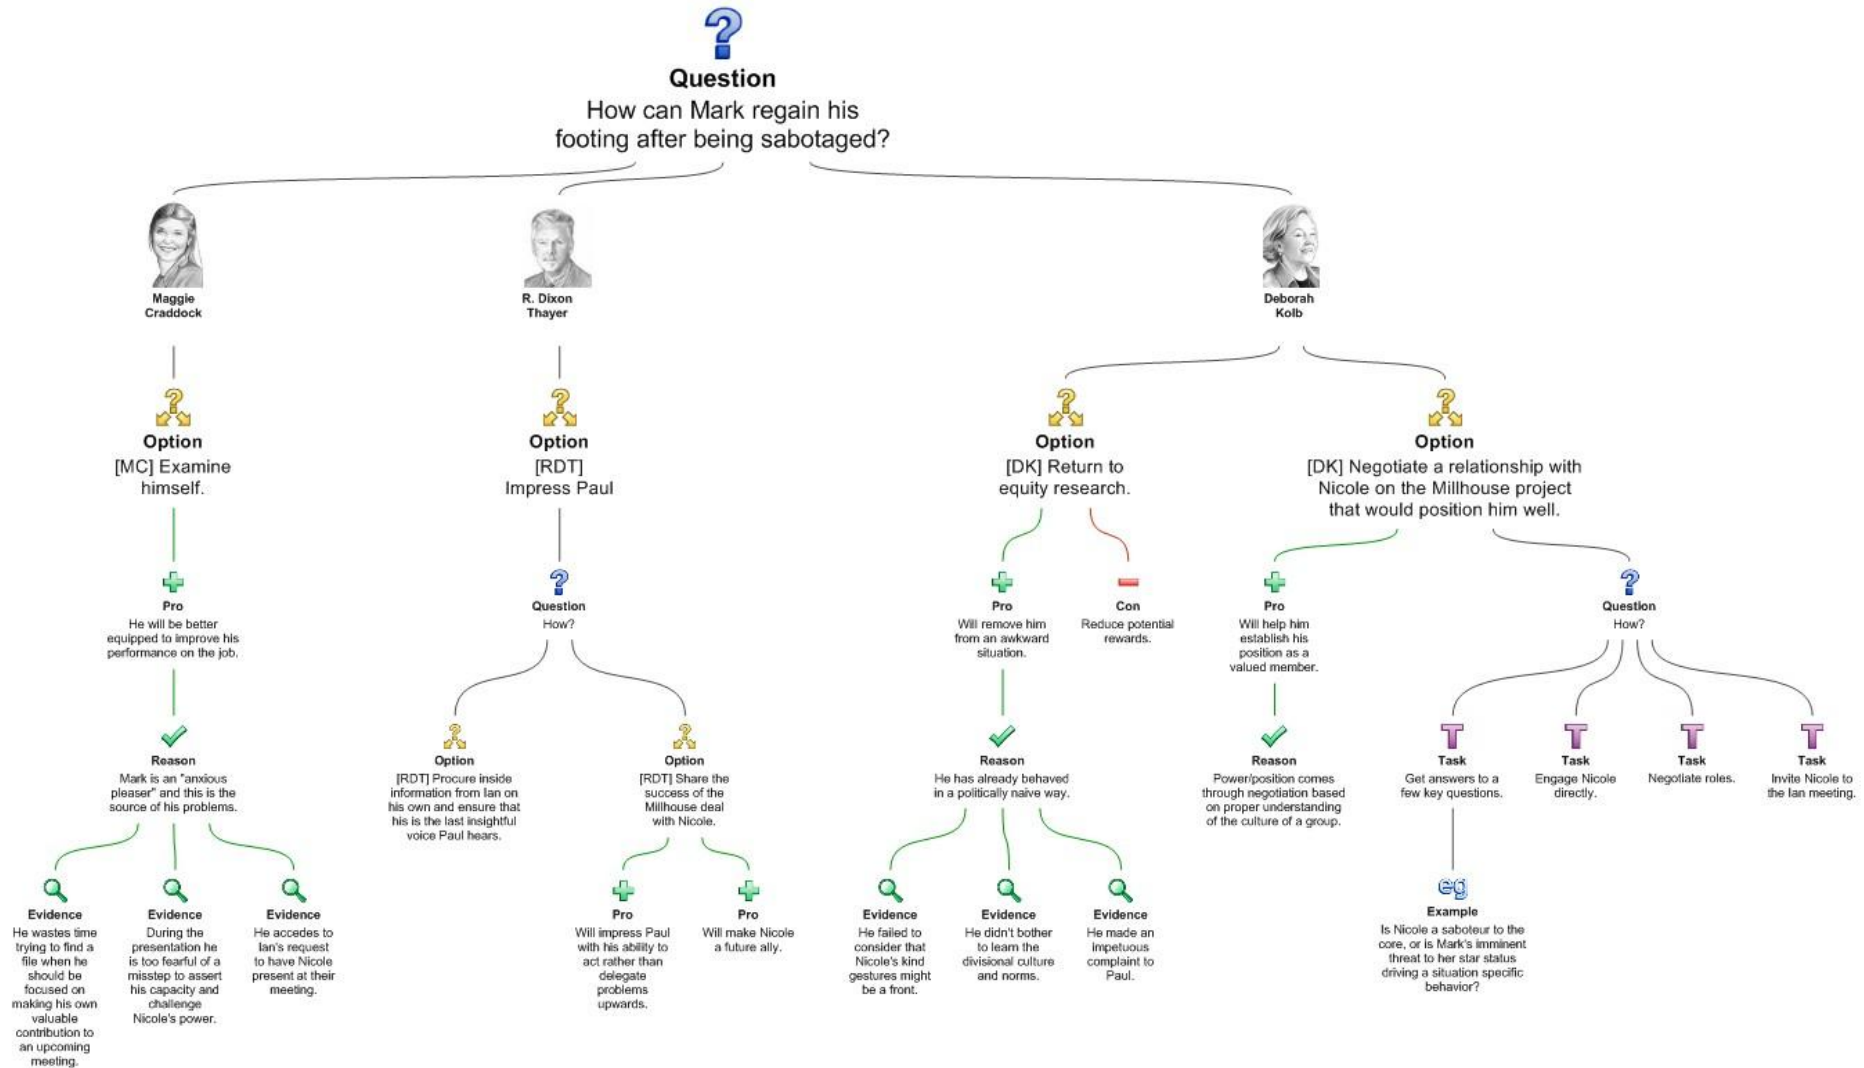 ?
Question
How can Mark regain his
footing after being sabotaged?
Maggie
Craddock
R. Dixon
Thayer
Deborah
Kolb
?
Option
[MC] Examine
himself.
?
Option
[RDT]
Impress Paul
?
Option
[DK] Return to
equity research.
?
Option
[DK] Negotiate a relationship with
Nicole on the Millhouse project
that would position him well.
Pro
He will be better
equipped to improve his
performance on the job.
?
Question
How?
Pro
Will remove him
from an awkward
situation.
Con
Reduce potential
rewards.
Pro
Will help him
establish his
position as a
valued member.
?
Question
How?
Reason
Mark is an "anxious
pleaser" and this is the
source of his problems.
?
Option
[RDT] Procure inside
information from Ian on
his own and ensure that
his is the last insightful
voice Paul hears.
?
Option
[RDT] Share the
success of the
Millhouse deal
with Nicole.
Reason
He has already behaved
in a politically naive way.
Reason
Power/position comes
through negotiation based
on proper understanding
of the culture of a group.
T
Task
Get answers to a
few key questions.
T
Task
Engage Nicole
directly.
T
Task
Negotiate roles.
T
Task
Invite Nicole to
the Ian meeting.
Evidence
He wastes time
trying to find a
file when he
should be
focused on
making his own
valuable
contribution to
an upcoming
meeting.
Evidence
During the
presentation he
is too fearful of a
misstep to assert
his capacity and
challenge
Nicole's power.
Evidence
He accedes to
Ian's request
to have Nicole
present at their
meeting.
Pro
Will impress Paul
with his ability to
act rather than
delegate
problems
upwards.
Pro
Will make Nicole
a future ally.
Evidence
He failed to
consider that
Nicole's kind
gestures might
be a front.
Evidence
He didn't bother
to learn the
divisional culture
and norms.
Evidence
He made an
impetuous
complaint to
Paul.
eg
Example
Is Nicole a saboteur to the
core, or is Mark's imminent
threat to her star status
driving a situation specific
behavior?